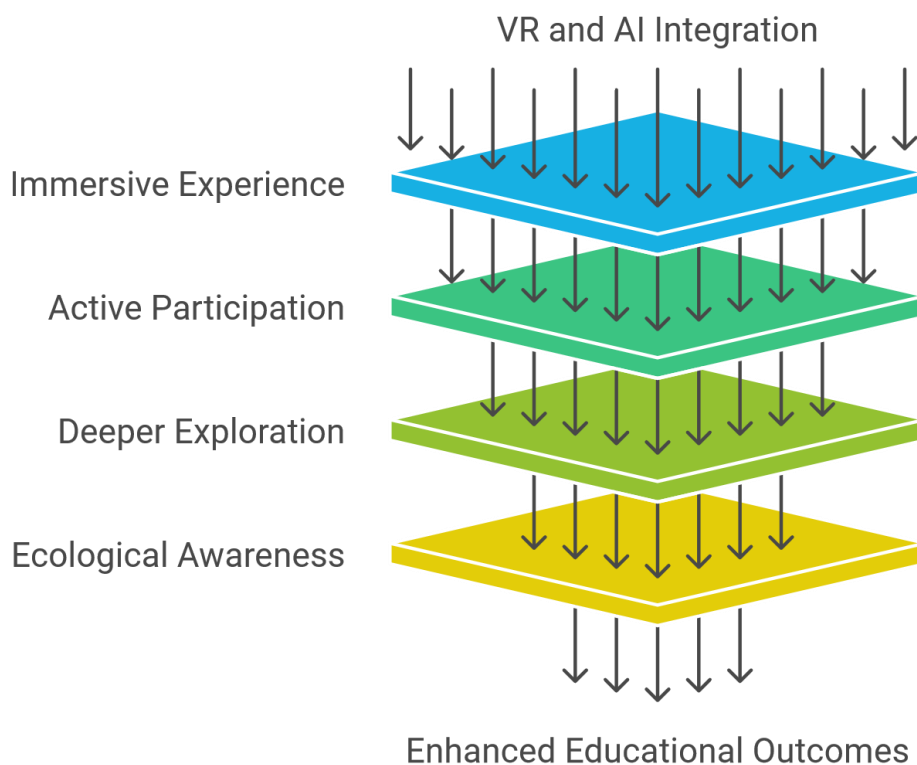 VR and AI Integration
Immersive Experience
Active Participation
Deeper Exploration
Ecological Awareness
Enhanced Educational Outcomes